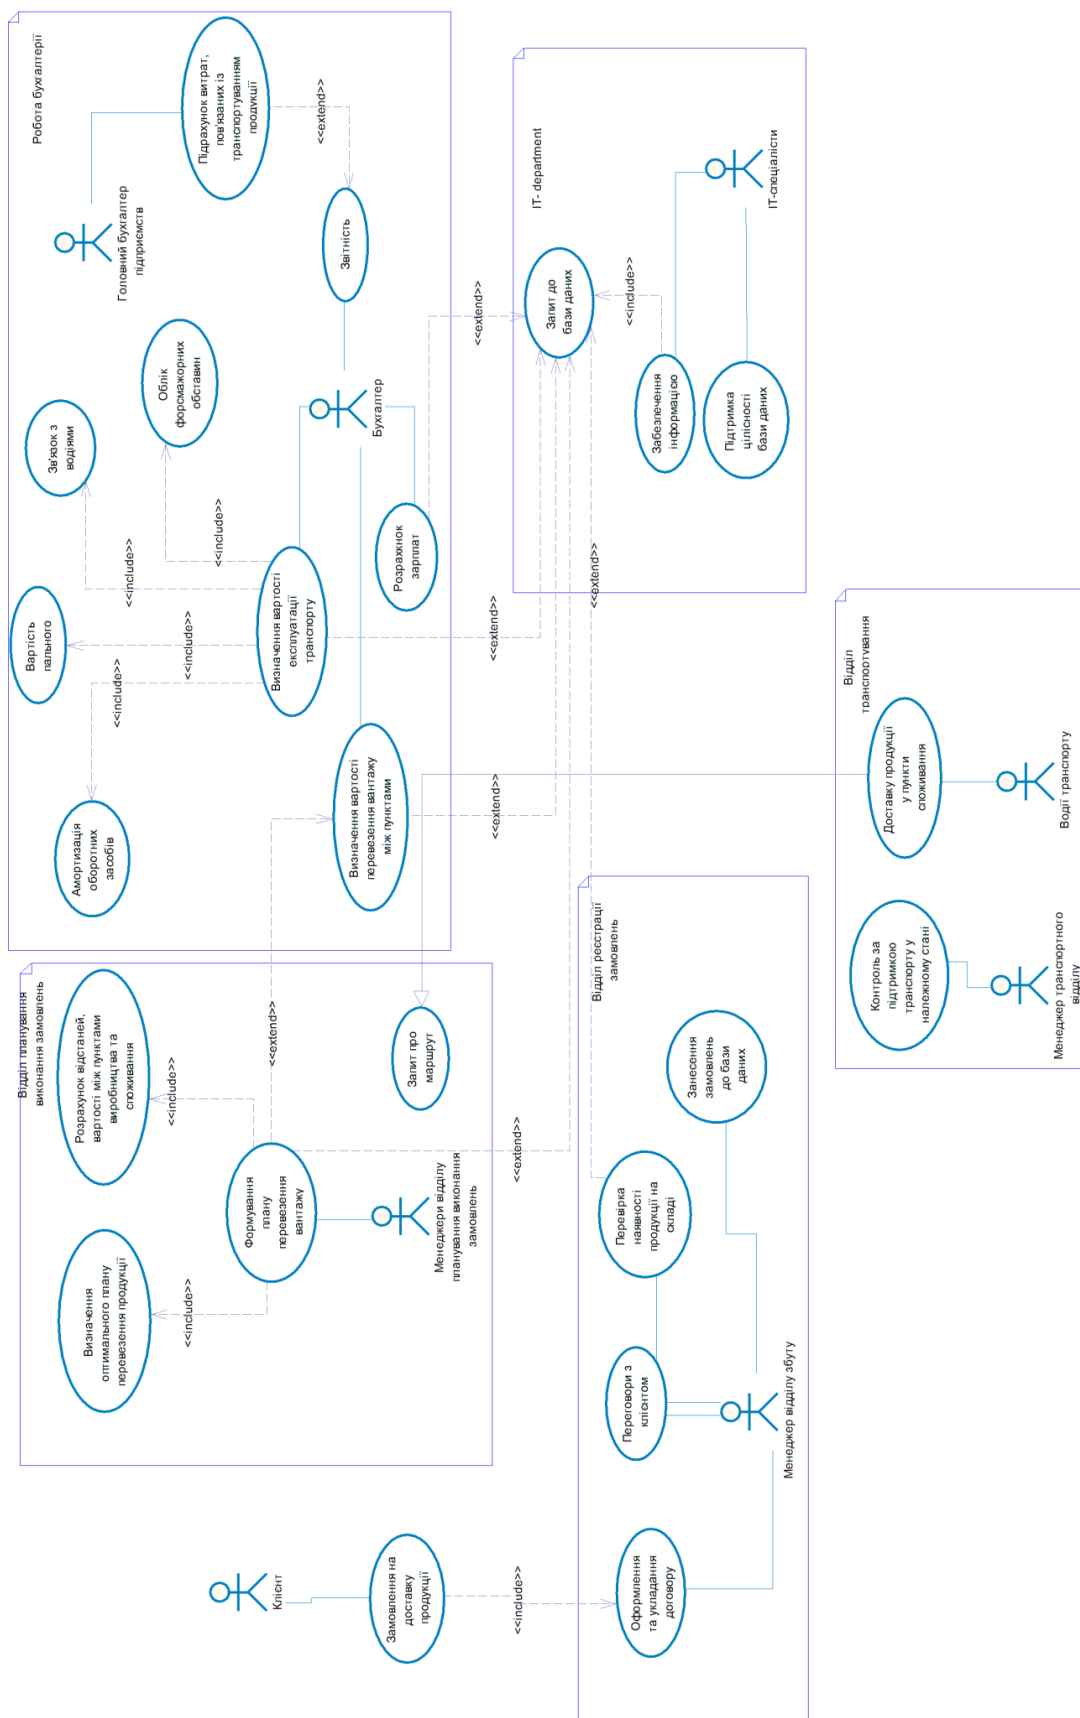 Робота бухгалтерії
Підрахунок витрат,
пов'язаних із
транспортуванням
продукції
<<extend>>
Головний бухгалтер
підприємств
Звітність
Облік
форсмажорних
обставин
Зв'язок з
водіями
Бухгалтер
<<include>>
<<include>>
Розрахкнок
зарплат
Вартість
пального
<<include>>
<<include>>
Визначення вартості
експлуатації
транспорту
Амортизація
оборотних
засобів
Визначення вартості
перевезення вантажу
між пунктами
<<extend>>
<<extend>>
<<extend>>
IT- department
Запит до
бази даних
<<include>>
IT-спеціалісти
Забезпечення
інформацією
Підтримка
цілісності
бази даних
<<extend>>
Відділ планування
виконання замовлень
Розрахунок відстаней,
вартості між пунктами
виробництва та
споживання
<<include>>
<<extend>>
Запит про
маршрут
Формування
плану
перевезення
вантажу
<<extend>>
Менеджери відділу
планування виконання
замовлень
Визначення
оптимального плану
перевезення продукції
<<include>>
Відділ реєстрації
замовлень
Занесення
замовлень
до бази
даних
Перевірка
наявності
продукції на
складі
Переговори з
клієнтом
Менеджер відділу збуту
Оформлення
та укладання
договору
Клієнт
Замовлення на
доставку
продукції
<<include>>
Відділ
транспортування
Доставку продукції
у пункти
споживання
Водії транспорту
Контроль за
підтримкою
транспорту у
належному стані
Менеджер транспортного
відділу